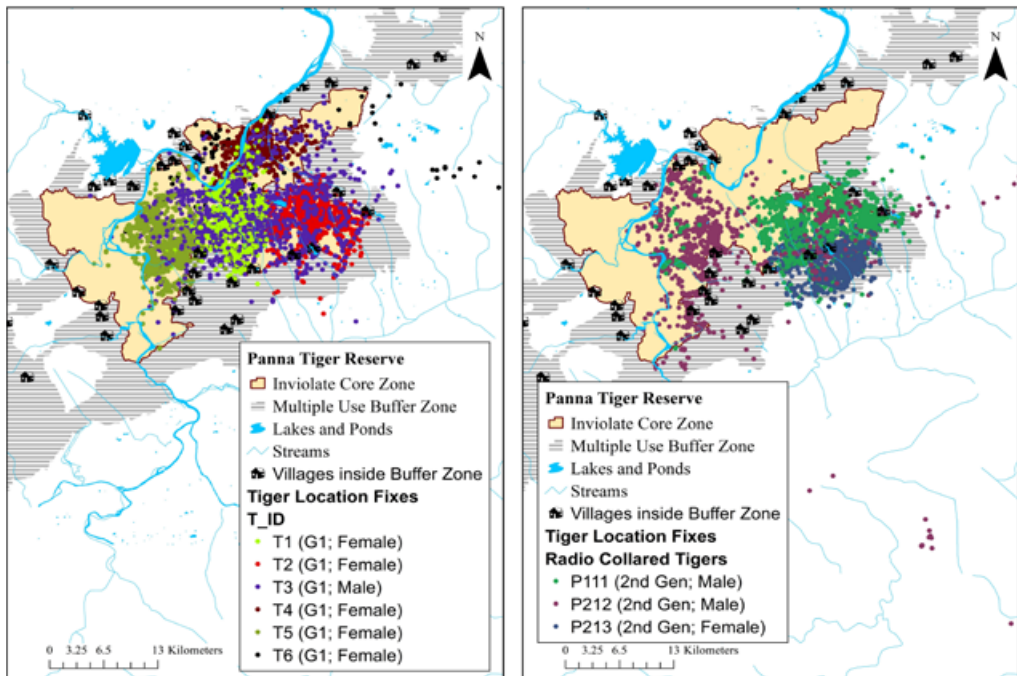 N
Panna Tiger Reserve
Inviolate Core Zone
Multiple Use Buffer Zone
Lakes and Ponds
Streams
Villages inside Buffer Zone
Tiger Location Fixes
T_ID
T1 (G1; Female)
T2 (G1; Female)
T3 (G1; Male)
T4 (G1; Female)
T5 (G1; Female)
T6 (G1; Female)
0 3.25 6.5 13 Kilometers
N
Panna Tiger Reserve
Inviolate Core Zone
Multiple Use Buffer Zone
Lakes and Ponds
Streams
Villages inside Buffer Zone
Tiger Location Fixes
Radio Collared Tigers
P111 (2nd Gen; Male)
P212 (2nd Gen; Male)
P213 (2nd Gen; Female)
0 3.25 6.5 13 Kilometers